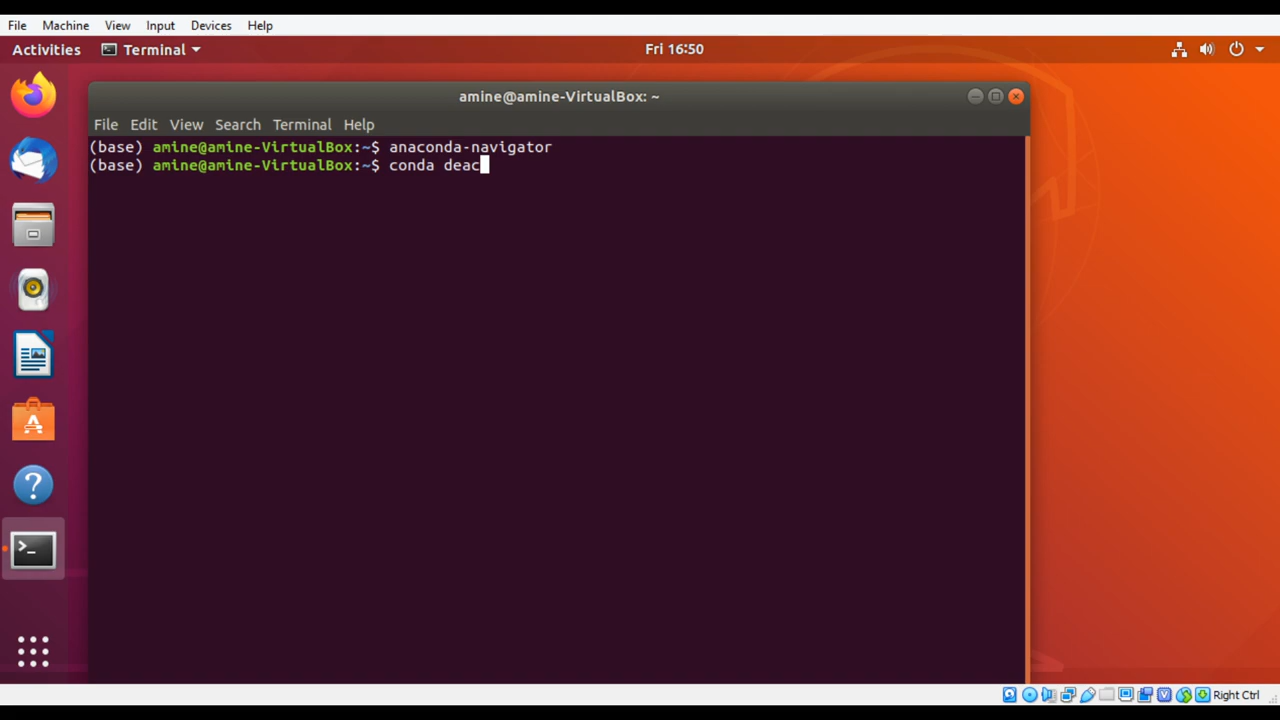 File Machine View Input Devices Help
Activities Terminal Fri 16:50
amine@amine-VirtualBox: ~
File Edit View Search Terminal Help
(base) amine@amine-VirtualBox:~$ anaconda-navigator
(base) amine@amine-VirtualBox:~$ conda deac
Right Ctrl